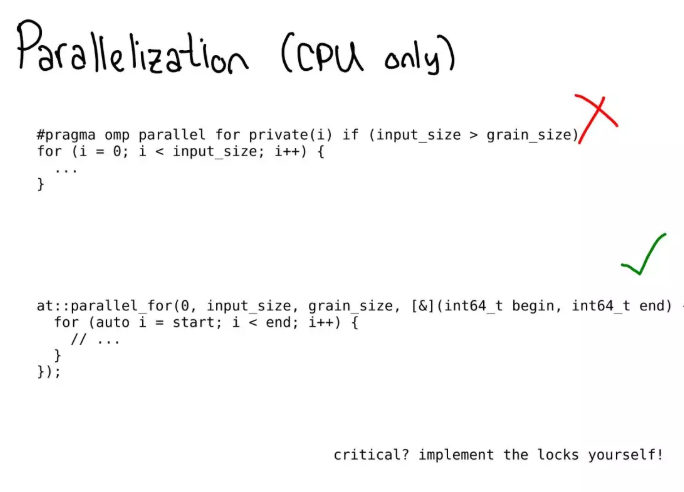 Parallelization (CPU only)
#pragma omp parallel for private(i) if (input_size > grain_size)
for (i = 0; i < input_size; i++) {
...
}
at::parallel_for(0, input_size, grain_size, [&](int64_t begin, int64_t end)
for (auto i = start; i < end; i++) {
// ...
}
});
critical? implement the locks yourself!